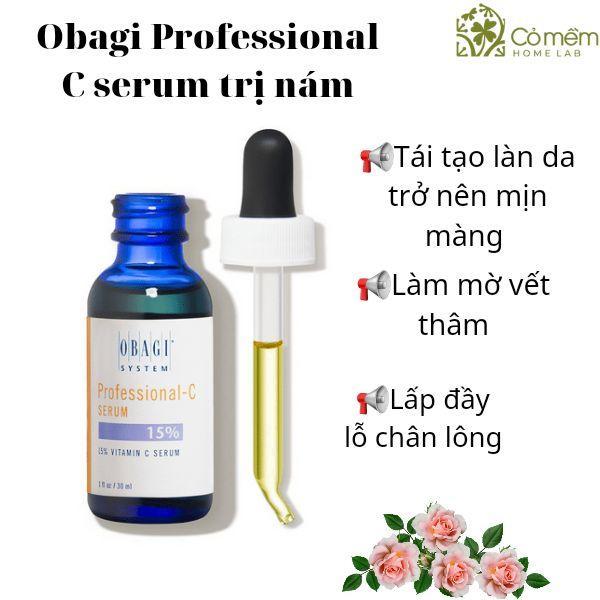 Obagi Professional
C serum trị nám
Cỏ mềm
HOME LAB
Tái tạo làn da
trở nên mịn
màng
Làm mờ vết
thâm
Lấp đầy
lỗ chân lông
OBAGI
SYSTEM
Professional-C
SERUM
15%
15% VITAMIN C SERUM
1 fl oz / 30 ml